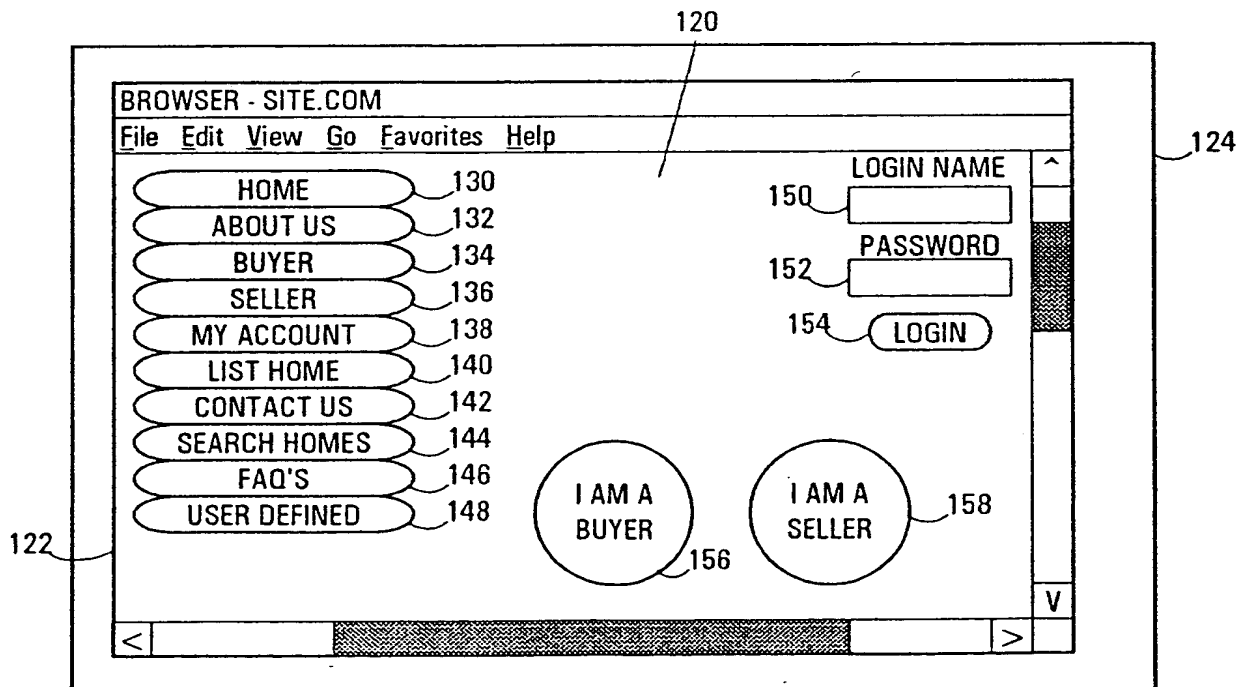 120
BROWSER - SITE.COM
File Edit View Go Favorites Help
124
HOME 130
ABOUT US 132
BUYER 134
SELLER 136
MY ACCOUNT 138
LIST HOME 140
CONTACT US 142
SEARCH HOMES 144
FAQ'S 146
USER DEFINED 148
LOGIN NAME
150
PASSWORD
152
154 LOGIN
I AM A
BUYER
156
I AM A
SELLER
158
122
^
V
< >